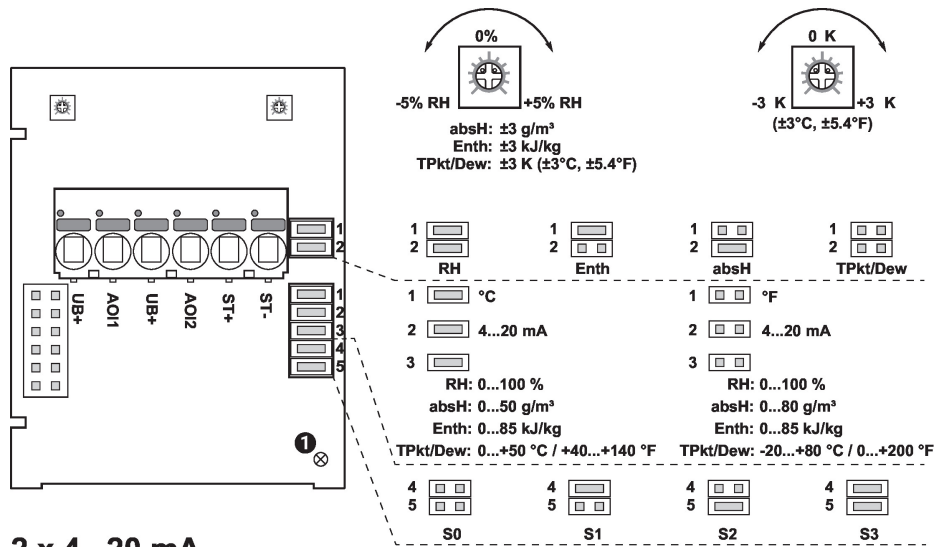 0%
-5% RH +5% RH
absH: ±3 g/m³
Enth: ±3 kJ/kg
TPkt/Dew: ±3 K (±3°C, ±5.4°F)
0 K
-3 K +3 K
(±3°C, ±5.4°F)
1
2
UB+ AOI1 UB+ AOI2 ST+ ST-
1
2
3
4
5
1
1 1 1 1
2 2 2 2
RH Enth absH TPkt/Dew
1 °C 1 °F
2 4...20 mA 2 4...20 mA
3 3
RH: 0...100 % RH: 0...100 %
absH: 0...50 g/m³ absH: 0...80 g/m³
Enth: 0...85 kJ/kg Enth: 0...85 kJ/kg
TPkt/Dew: 0...+50 °C / +40...+140 °F TPkt/Dew: -20...+80 °C / 0...+200 °F
4 4 4 4
5 5 5 5
S0 S1 S2 S3
2 x 4...20 mA